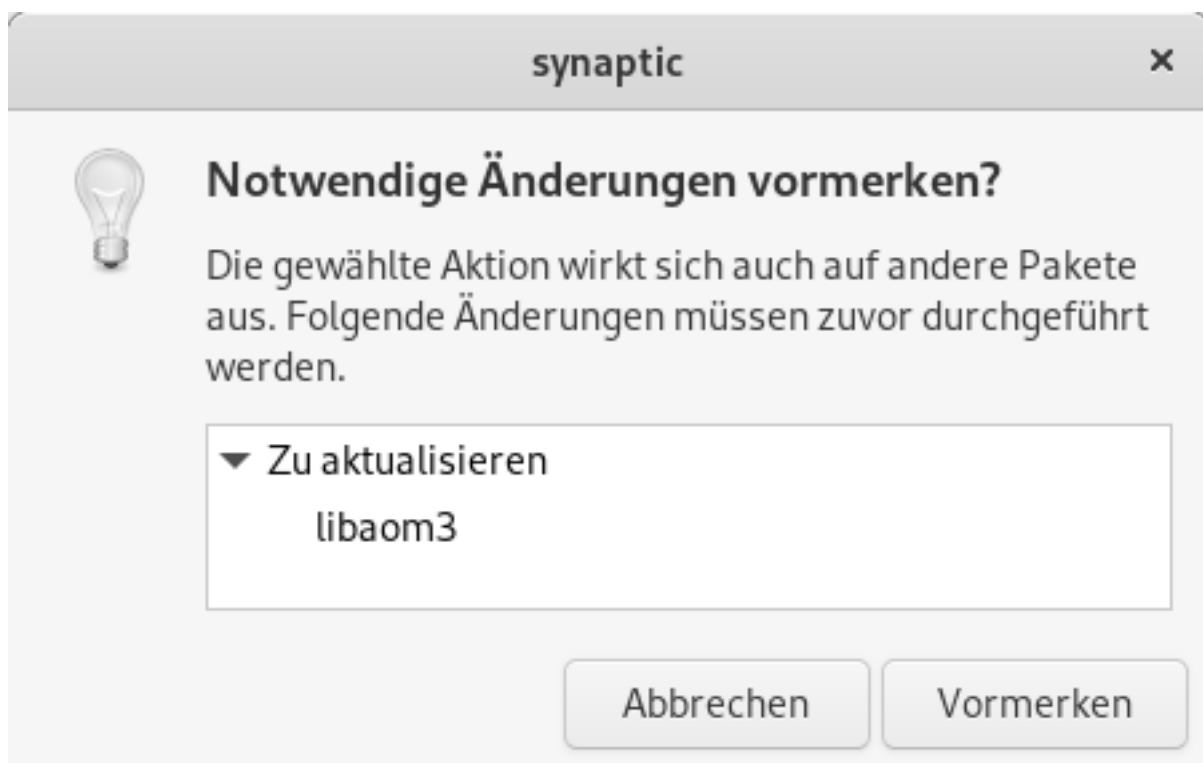 synaptic
Notwendige Änderungen vormerken?
Die gewählte Aktion wirkt sich auch auf andere Pakete
aus. Folgende Änderungen müssen zuvor durchgeführt
werden.
Zu aktualisieren
libaom3
Abbrechen
Vormerken